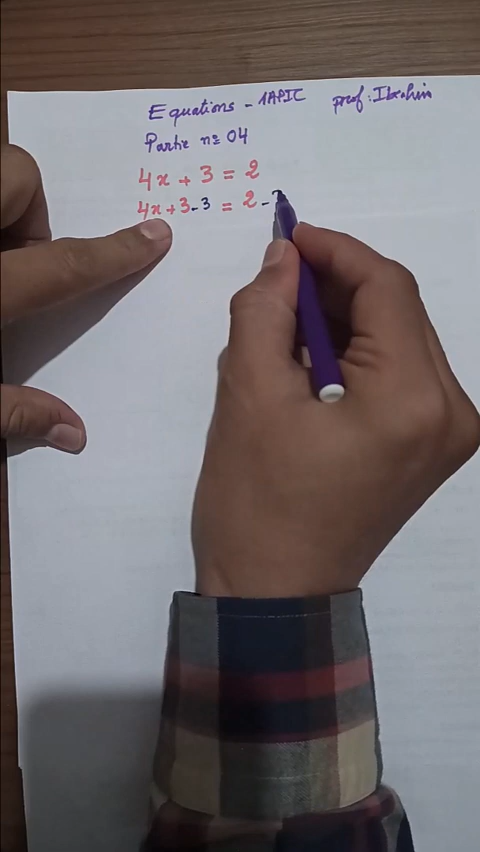 Equations - 1APIC prof: Ibrahim
Partie n° 04
4x + 3 = 2
4x + 3 - 3 = 2 -